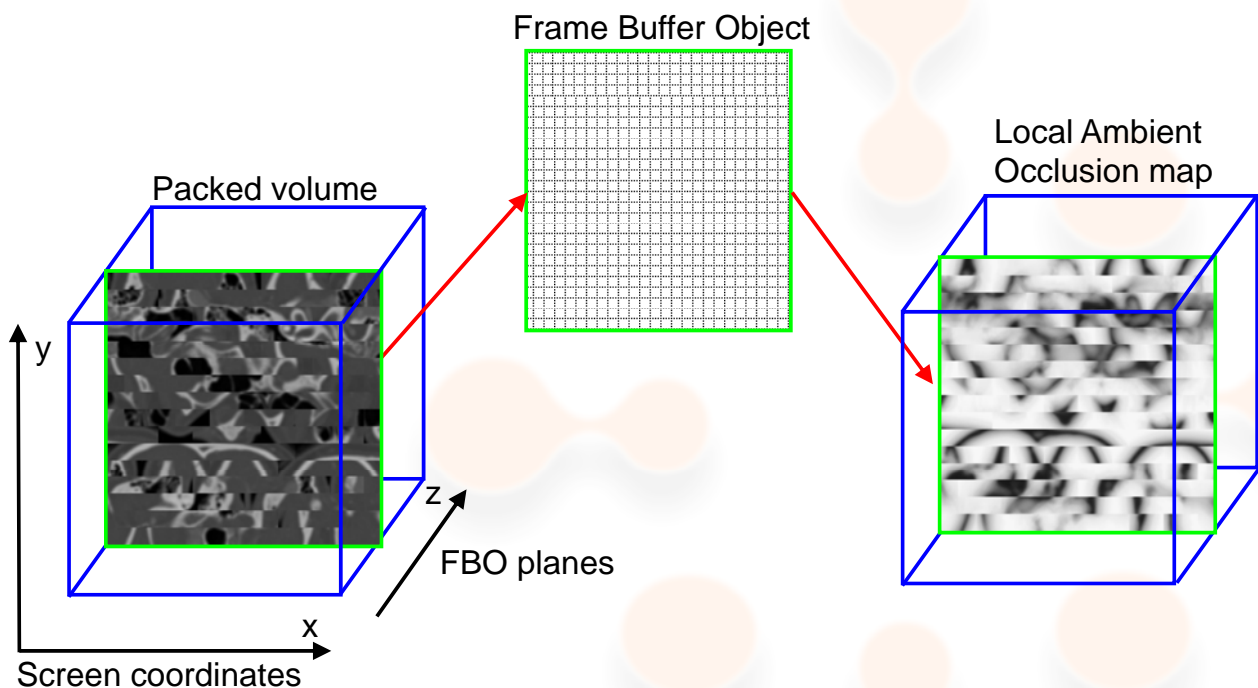 Frame Buffer Object
Local Ambient
Occlusion map
Packed volume
y
z
FBO planes
x
Screen coordinates